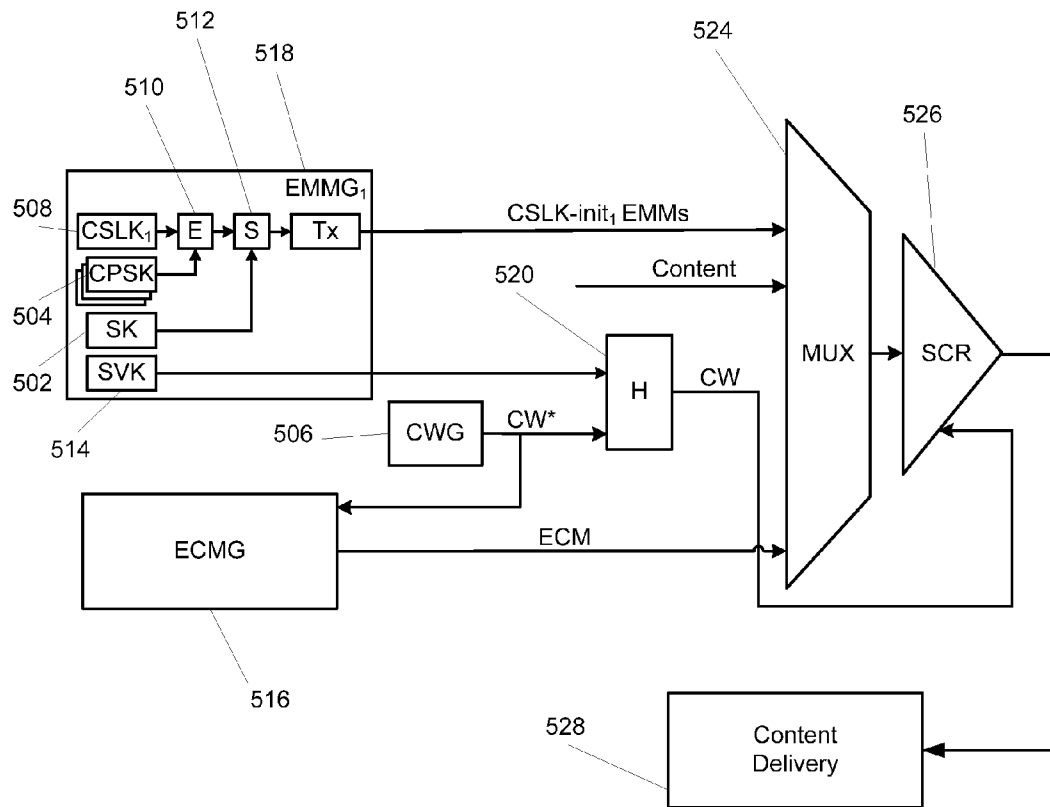 512
524
518
510
526
EMMG₁
508
CSLK₁
E
S
Tx
CSLK-init₁ EMMs
CPSK
Content
504
520
SK
MUX
SCR
502
SVK
H
CW
514
506
CWG
CW*
ECMG
ECM
516
528
Content
Delivery